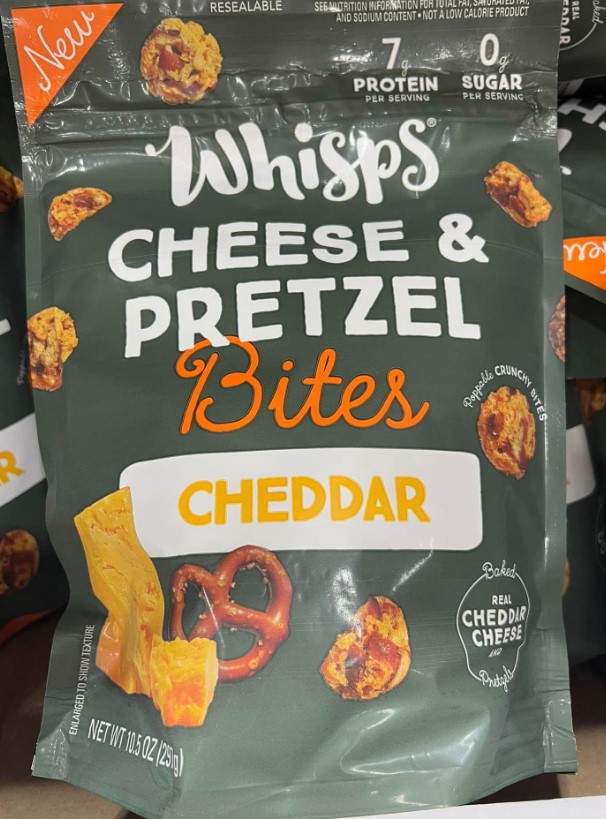 New
RESEALABLE
SEE NUTRITION INFORMATION FOR TOTAL FAT, SATURATED FAT,
AND SODIUM CONTENT • NOT A LOW CALORIE PRODUCT
7g
PROTEIN
PER SERVING
0g
SUGAR
PER SERVING
Whisps®
CHEESE &
PRETZEL
Bites
Poppable CRUNCHY BITES
CHEDDAR
Baked
REAL
CHEDDAR
CHEESE
AND
Pretzels
ENLARGED TO SHOW TEXTURE
NET WT 10.5 OZ